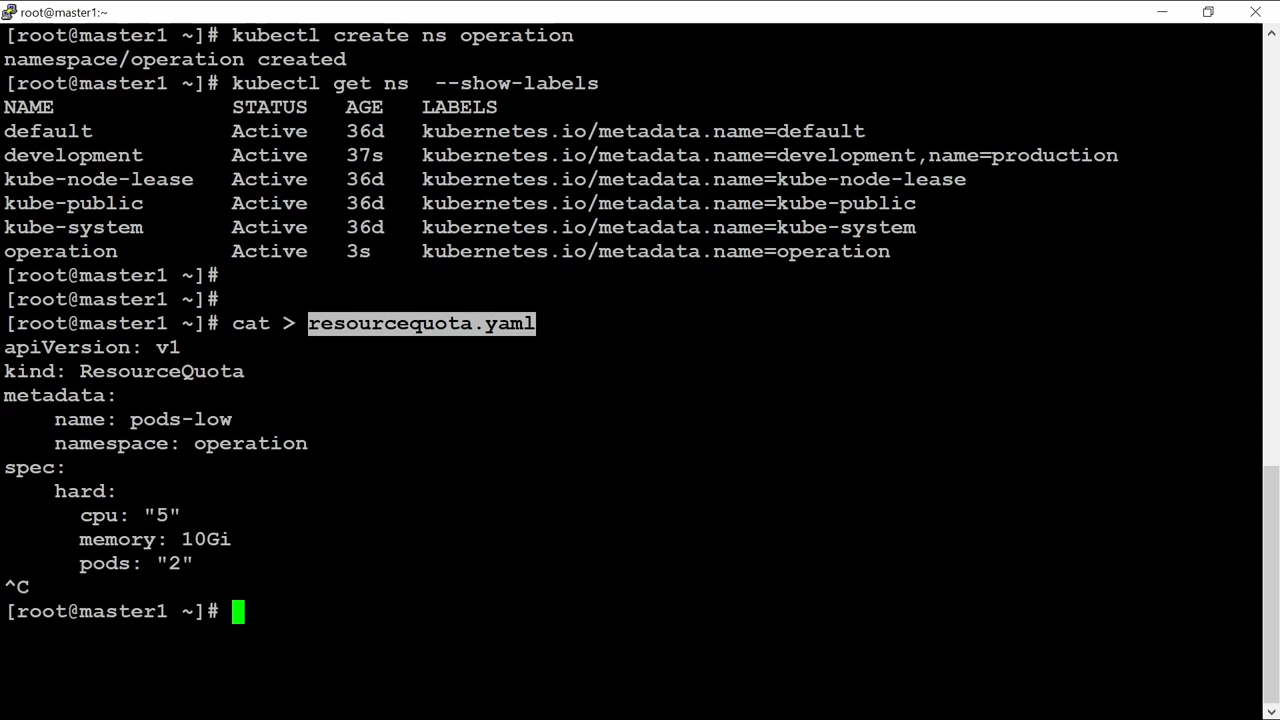 root@master1:~
[root@master1 ~]# kubectl create ns operation
namespace/operation created
[root@master1 ~]# kubectl get ns  --show-labels
NAME              STATUS   AGE   LABELS
default           Active   36d   kubernetes.io/metadata.name=default
development       Active   37s   kubernetes.io/metadata.name=development,name=production
kube-node-lease   Active   36d   kubernetes.io/metadata.name=kube-node-lease
kube-public       Active   36d   kubernetes.io/metadata.name=kube-public
kube-system       Active   36d   kubernetes.io/metadata.name=kube-system
operation         Active   3s    kubernetes.io/metadata.name=operation
[root@master1 ~]#
[root@master1 ~]#
[root@master1 ~]# cat > resourcequota.yaml
apiVersion: v1
kind: ResourceQuota
metadata:
    name: pods-low
    namespace: operation
spec:
    hard:
      cpu: "5"
      memory: 10Gi
      pods: "2"
^C
[root@master1 ~]#